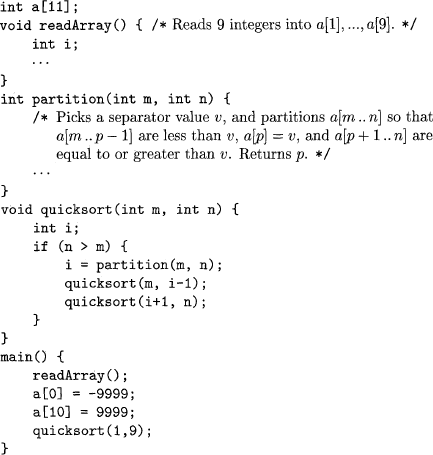 int a[11];
void readArray() { /* Reads 9 integers into a[1], ..., a[9]. */
    int i;
    ...
}
int partition(int m, int n) {
    /* Picks a separator value v, and partitions a[m .. n] so that
       a[m .. p − 1] are less than v, a[p] = v, and a[p + 1 .. n] are
       equal to or greater than v. Returns p. */
    ...
}
void quicksort(int m, int n) {
    int i;
    if (n > m) {
        i = partition(m, n);
        quicksort(m, i-1);
        quicksort(i+1, n);
    }
}
main() {
    readArray();
    a[0] = -9999;
    a[10] = 9999;
    quicksort(1,9);
}